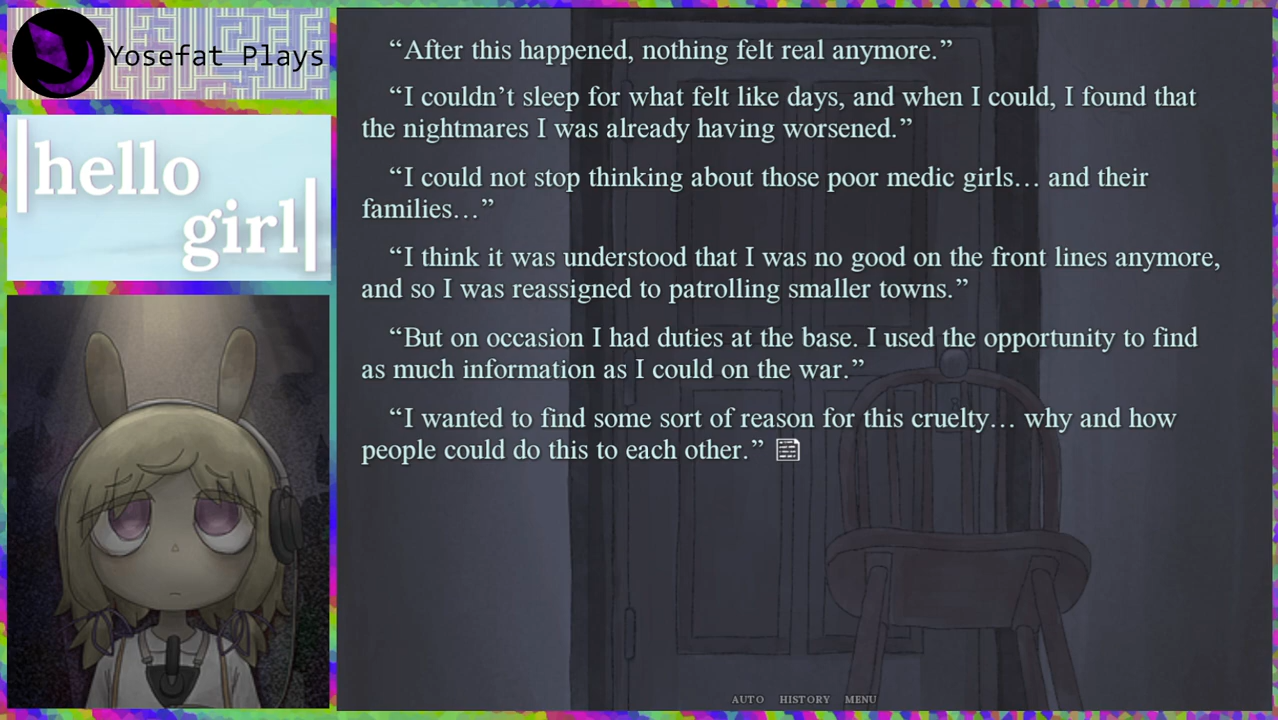 Yosefat Plays
hello
girl
“After this happened, nothing felt real anymore.”
“I couldn’t sleep for what felt like days, and when I could, I found that
the nightmares I was already having worsened.”
“I could not stop thinking about those poor medic girls… and their
families…”
“I think it was understood that I was no good on the front lines anymore,
and so I was reassigned to patrolling smaller towns.”
“But on occasion I had duties at the base. I used the opportunity to find
as much information as I could on the war.”
“I wanted to find some sort of reason for this cruelty… why and how
people could do this to each other.”
AUTO HISTORY MENU